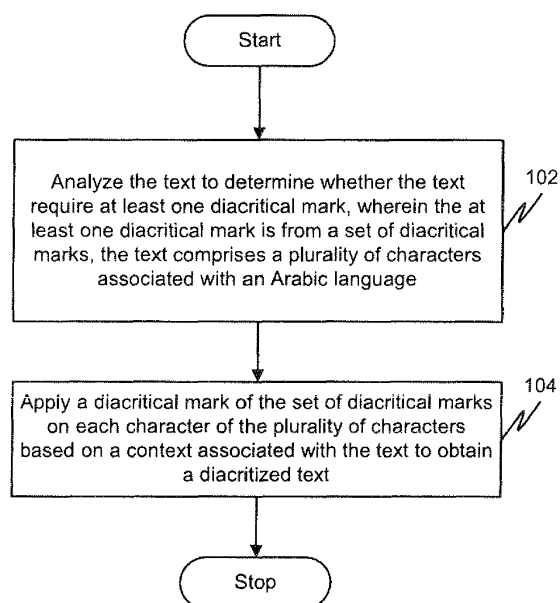 Start
Analyze the text to determine whether the text
require at least one diacritical mark, wherein the at
least one diacritical mark is from a set of diacritical
marks, the text comprises a plurality of characters
associated with an Arabic language
102
Apply a diacritical mark of the set of diacritical marks
on each character of the plurality of characters
based on a context associated with the text to obtain
a diacritized text
104
Stop